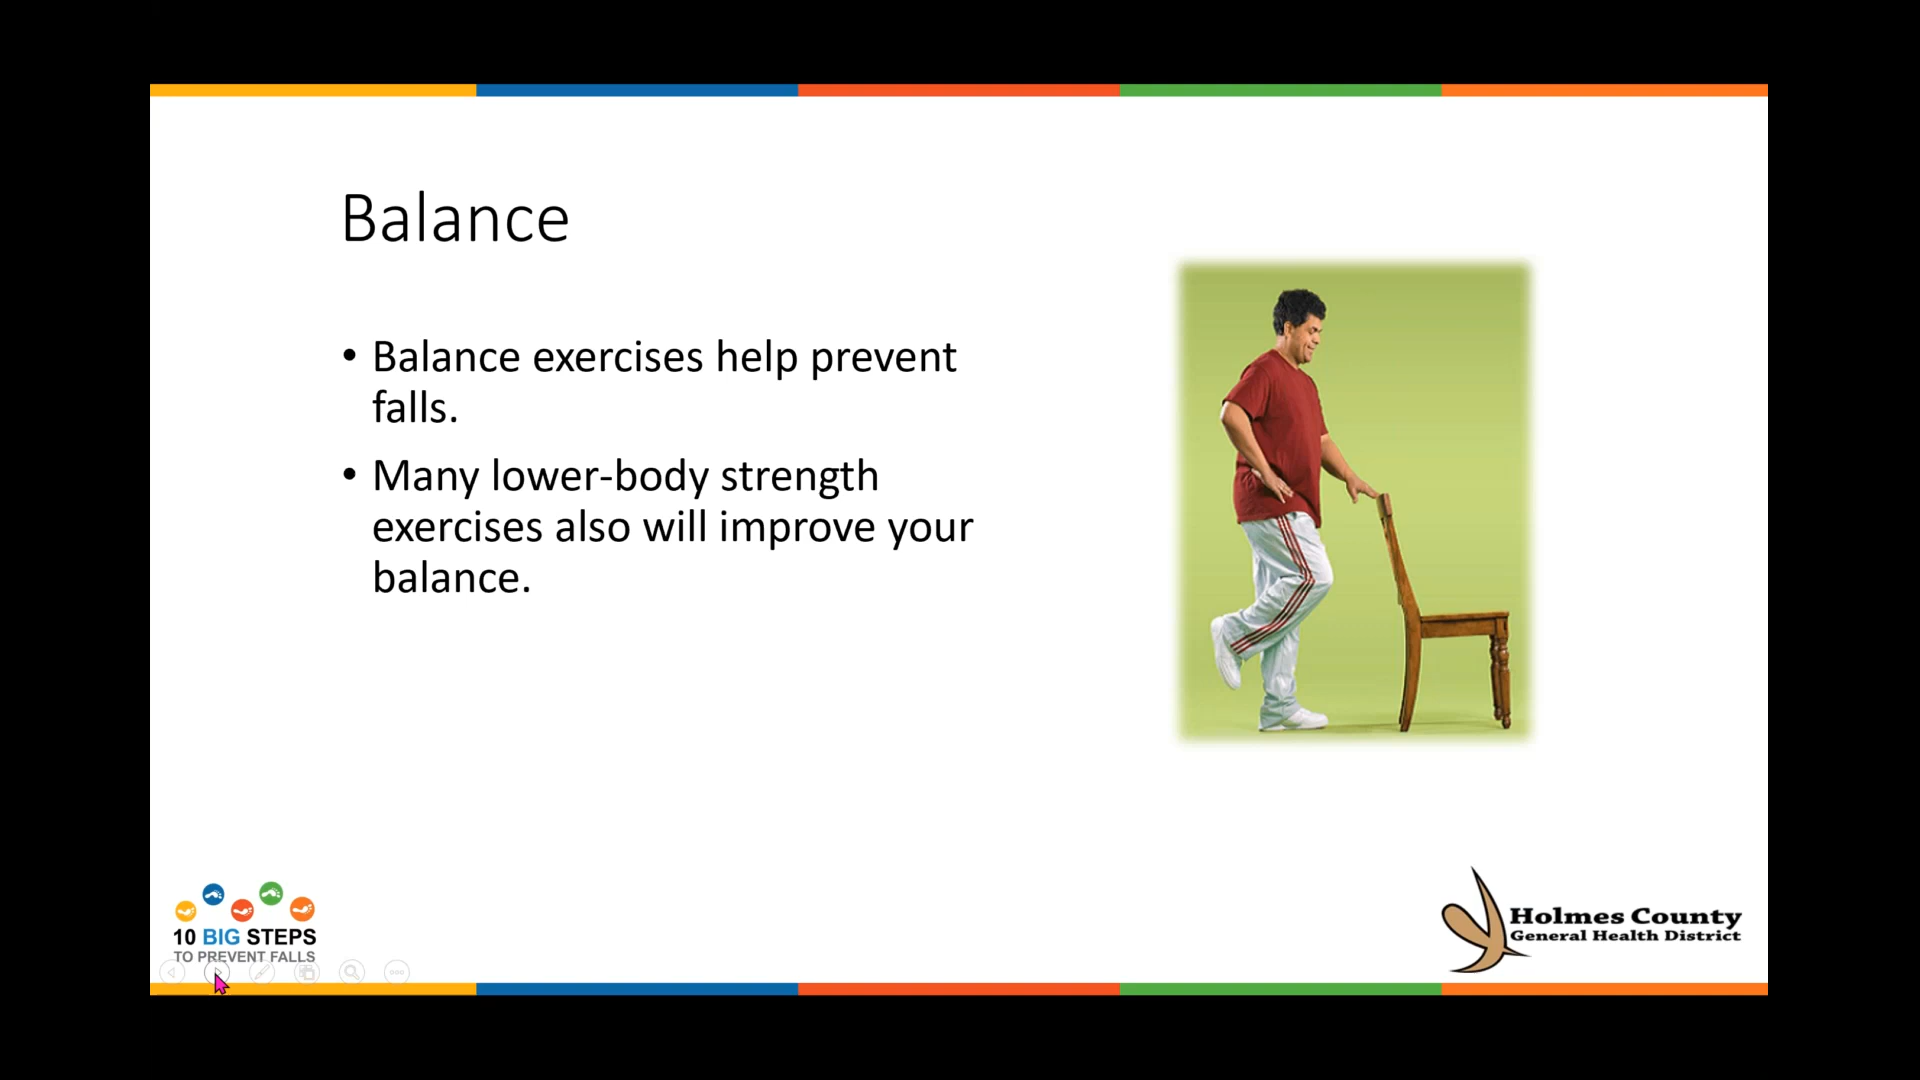 Balance
• Balance exercises help prevent
falls.
• Many lower-body strength
exercises also will improve your
balance.
10 BIG STEPS
TO PREVENT FALLS
Holmes County
General Health District